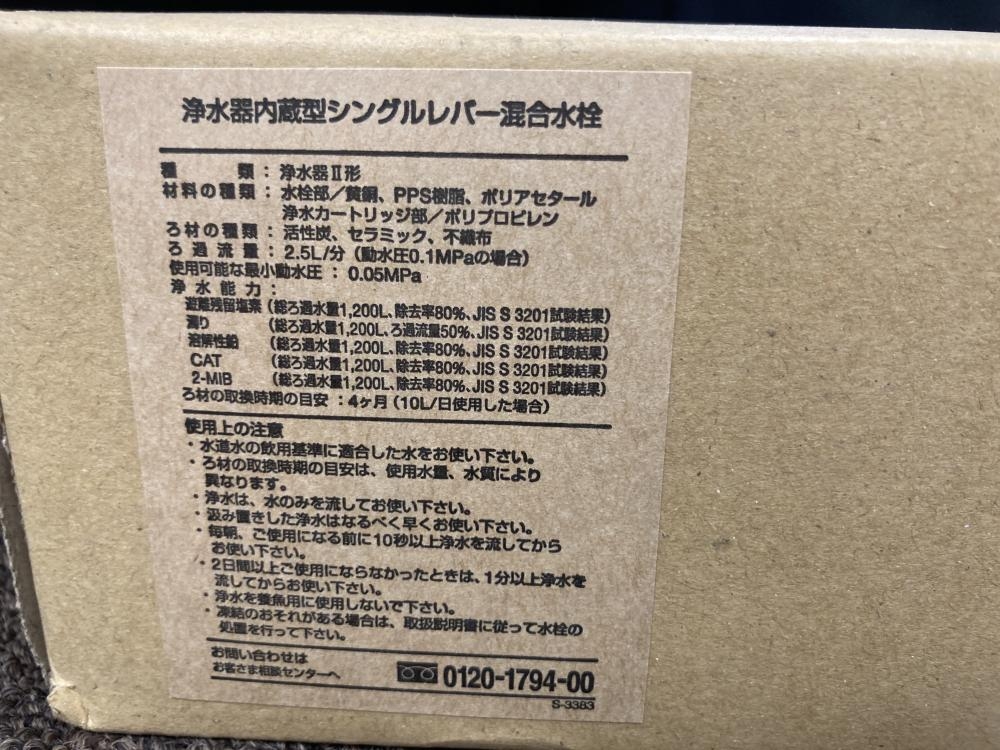 浄水器内蔵型シングルレバー混合水栓
種類：浄水器Ⅱ形
材料の種類：水栓部／黄銅、PPS樹脂、ポリアセタール
浄水カートリッジ部／ポリプロピレン
ろ材の種類：活性炭、セラミック、不織布
ろ過流量：2.5L/分（動水圧0.1MPaの場合）
使用可能な最小動水圧：0.05MPa
浄水能力：
遊離残留塩素（総ろ過水量1,200L、除去率80%、JIS S 3201試験結果）
濁り（総ろ過水量1,200L、ろ過流量50%、JIS S 3201試験結果）
溶解性鉛（総ろ過水量1,200L、除去率80%、JIS S 3201試験結果）
CAT（総ろ過水量1,200L、除去率80%、JIS S 3201試験結果）
2-MIB（総ろ過水量1,200L、除去率80%、JIS S 3201試験結果）
ろ材の取換時期の目安：4ヶ月（10L/日使用した場合）
使用上の注意
・水道水の飲用基準に適合した水をお使い下さい。
・ろ材の取換時期の目安は、使用水量、水質により
異なります。
・浄水は、水のみを流してお使い下さい。
・汲み置きした浄水はなるべく早くお使い下さい。
・毎朝、ご使用になる前に10秒以上浄水を流してから
お使い下さい。
・2日間以上ご使用にならなかったときは、1分以上浄水を
流してからお使い下さい。
・浄水を養魚用に使用しないで下さい。
・凍結のおそれがある場合は、取扱説明書に従って水栓の
処置を行って下さい。
お問い合わせは
お客さま相談センターへ 0120-1794-00
S-3383